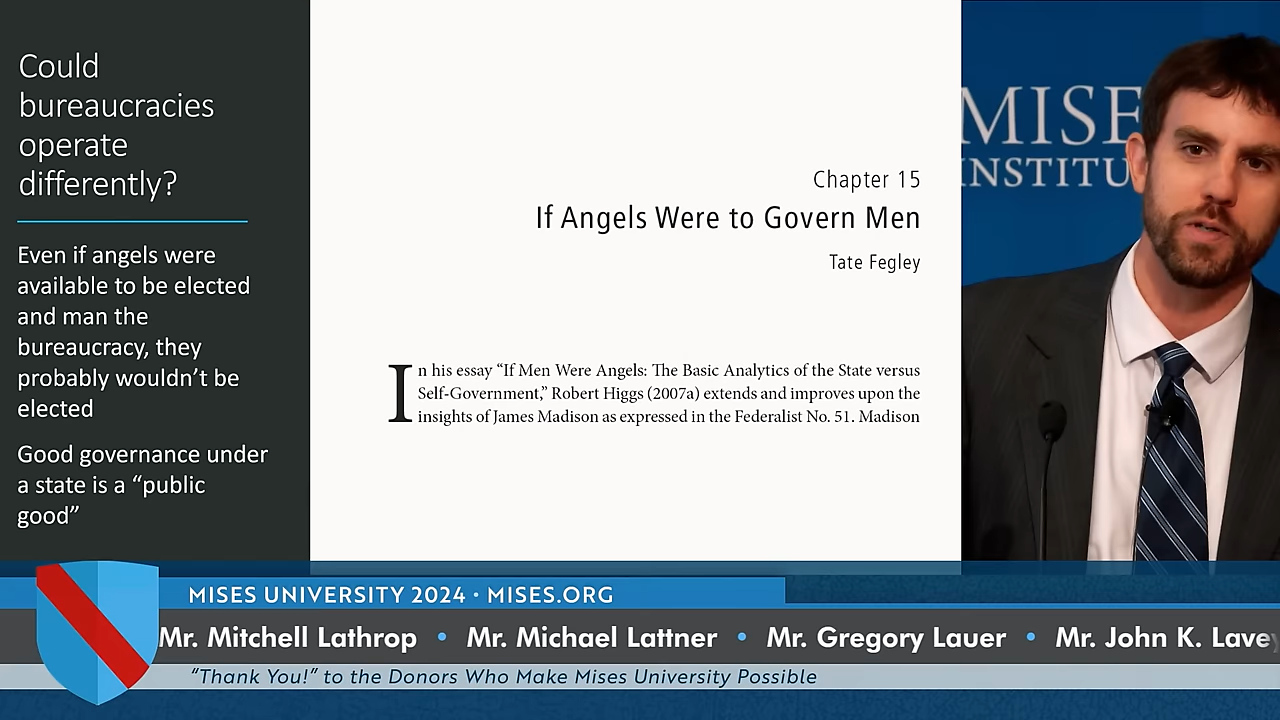 Could
bureaucracies
operate
differently?
Even if angels were
available to be elected
and man the
bureaucracy, they
probably wouldn’t be
elected
Good governance under
a state is a “public
good”
Chapter 15
If Angels Were to Govern Men
Tate Fegley
In his essay “If Men Were Angels: The Basic Analytics of the State versus
Self-Government,” Robert Higgs (2007a) extends and improves upon the
insights of James Madison as expressed in the Federalist No. 51. Madison
MISE
INSTITU
MISES UNIVERSITY 2024 • MISES.ORG
Mr. Mitchell Lathrop • Mr. Michael Lattner • Mr. Gregory Lauer • Mr. John K. Lavey
“Thank You!” to the Donors Who Make Mises University Possible